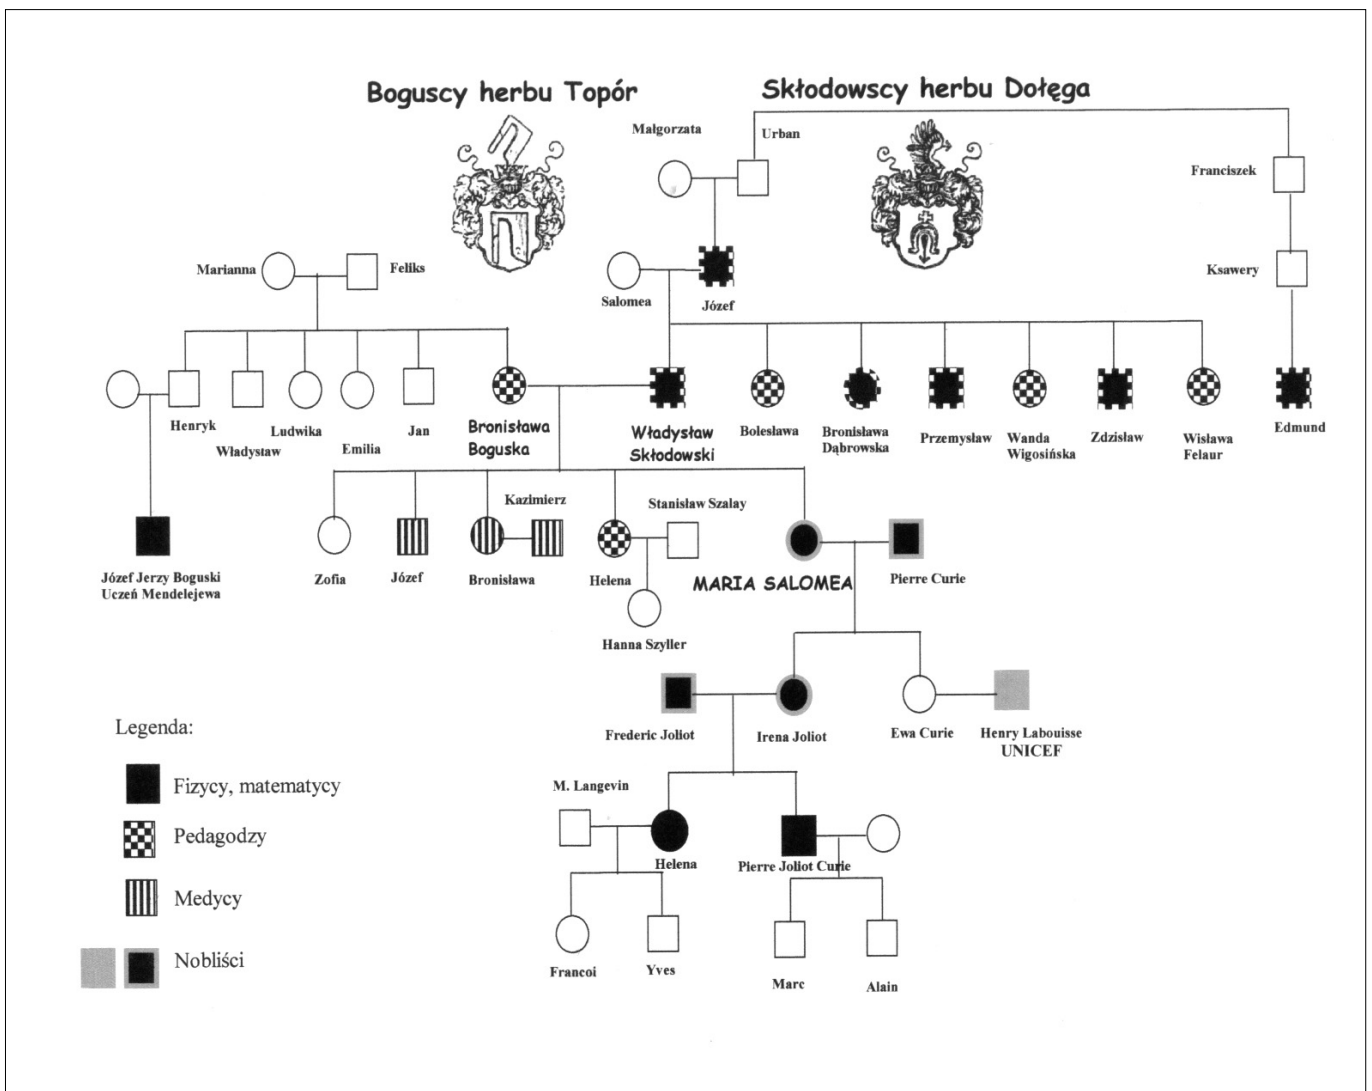 Boguscy herbu Topór
Skłodowscy herbu Dołęga
Małgorzata
Urban
Franciszek
Marianna
Feliks
Salomea
Józef
Ksawery
Henryk
Władysław
Ludwika
Emilia
Jan
Bronisława
Boguska
Władysław
Skłodowski
Bolesława
Bronisława
Dąbrowska
Przemysław
Wanda
Wigosińska
Zdzisław
Wisława
Felaur
Edmund
Józef Jerzy Boguski
Uczeń Mendelejewa
Zofia
Józef
Kazimierz
Bronisława
Helena
Stanisław Szalay
Hanna Szyller
MARIA SALOMEA
Pierre Curie
Frederic Joliot
Irena Joliot
Ewa Curie
Henry Labouisse
UNICEF
M. Langevin
Helena
Pierre Joliot Curie
Francoi
Yves
Marc
Alain
Legenda:
Fizycy, matematycy
Pedagodzy
Medycy
Nobliści